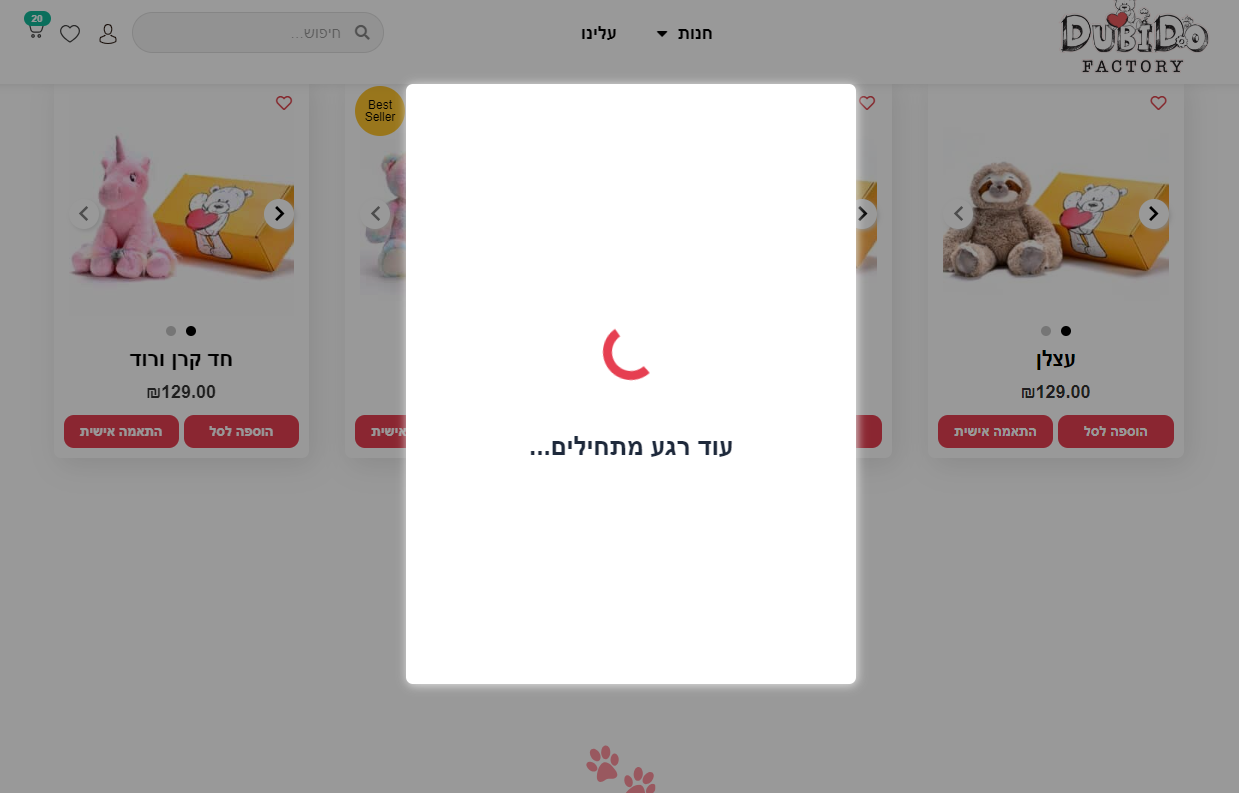 DUBiDo
FACTORY
חנות
עלינו
חיפוש...
20
Best
Seller
עצלן
₪129.00
הוספה לסל
התאמה אישית
התאמה אישית
חד קרן ורוד
₪129.00
הוספה לסל
התאמה אישית
עוד רגע מתחילים...